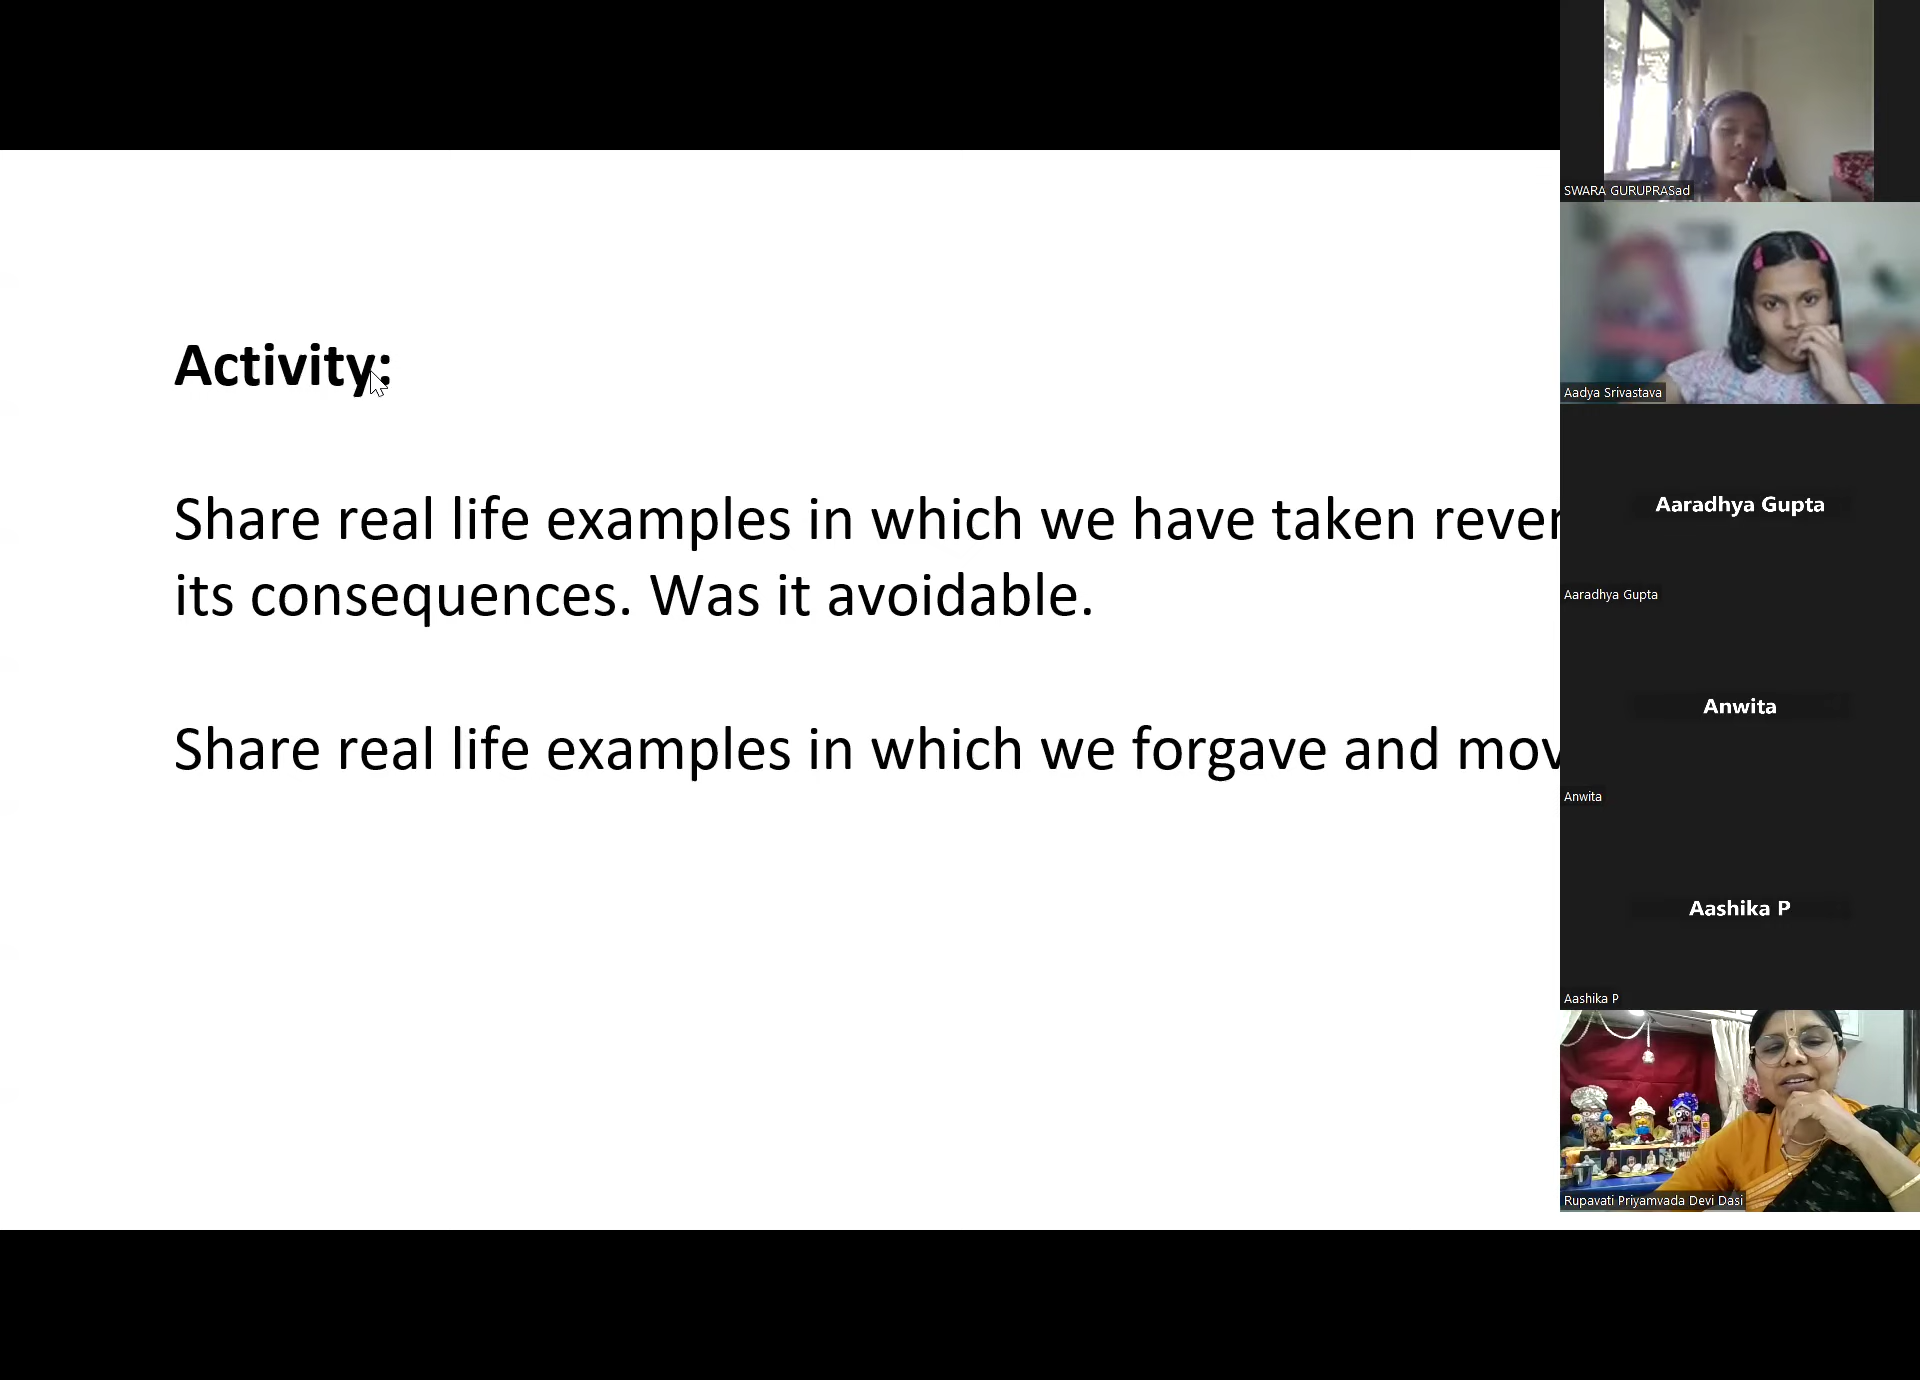 Activity:
Share real life examples in which we have taken rever
its consequences. Was it avoidable.
Share real life examples in which we forgave and mov
SWARA GURUPRASad
Aadya Srivastava
Aaradhya Gupta
Aaradhya Gupta
Anwita
Anwita
Aashika P
Aashika P
Rupavati Priyamvada Devi Dasi